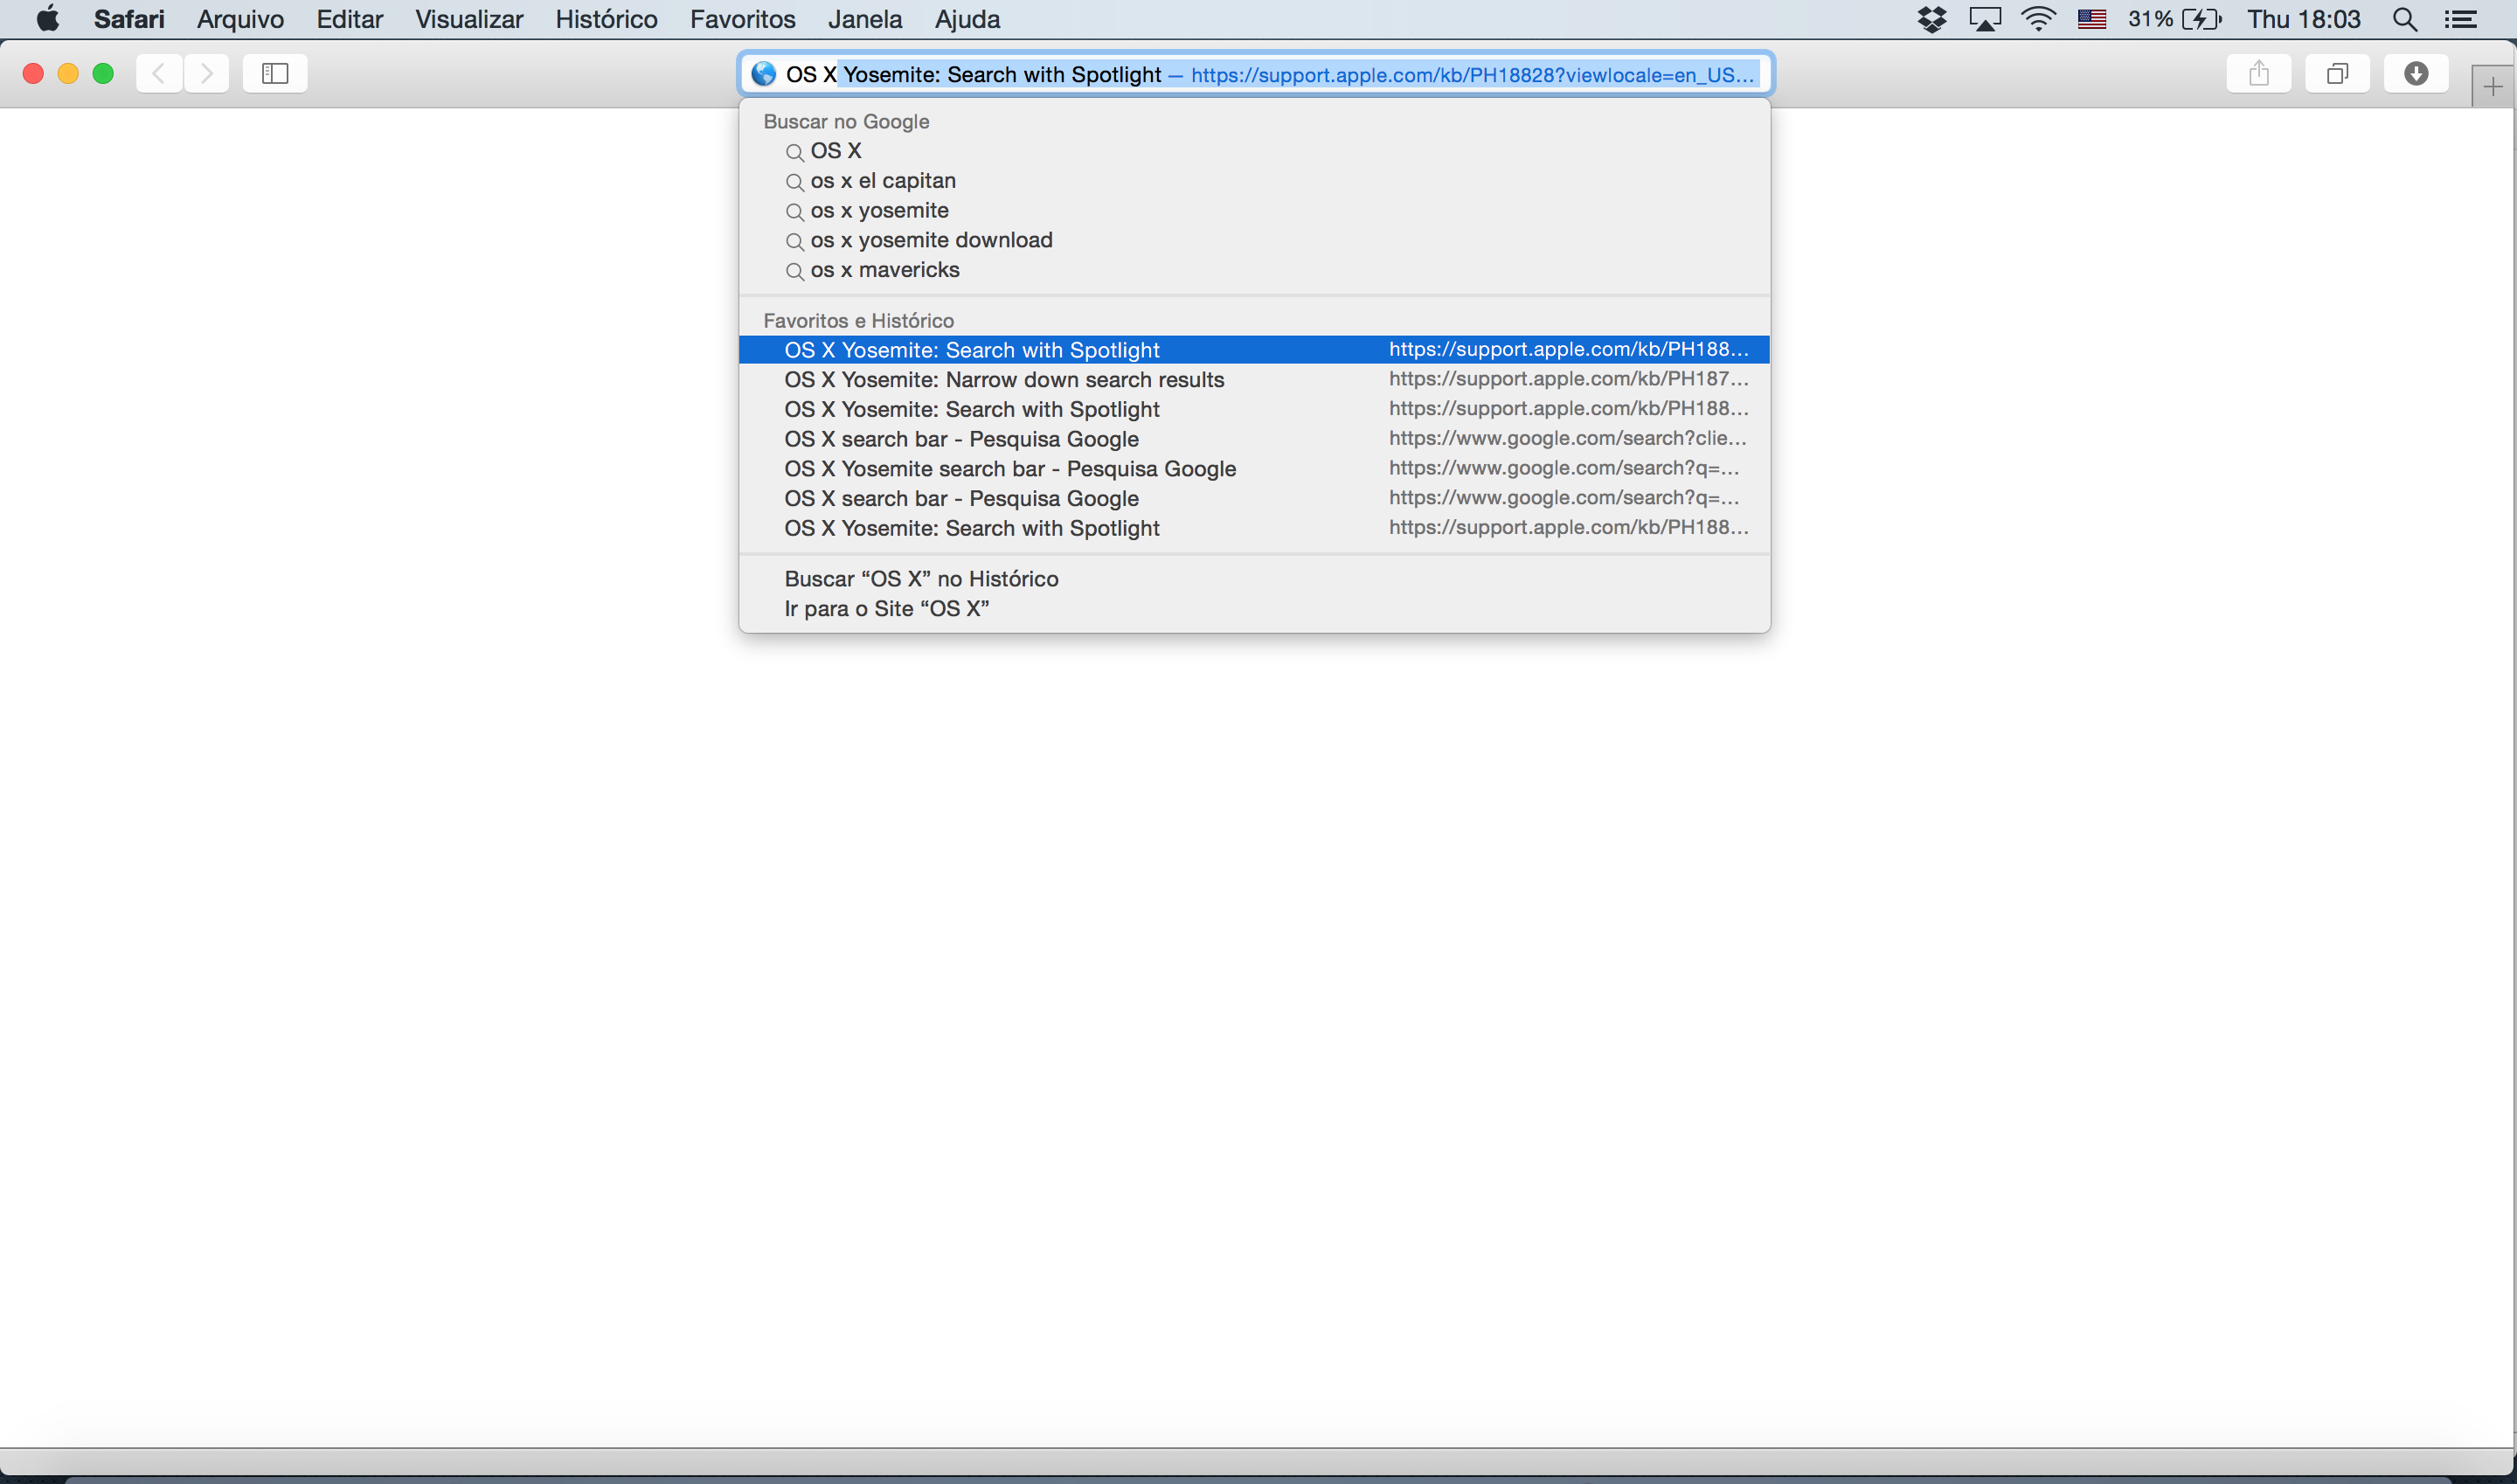 Safari Arquivo Editar Visualizar Histórico Favoritos Janela Ajuda 31% Thu 18:03
OS X Yosemite: Search with Spotlight — https://support.apple.com/kb/PH18828?viewlocale=en_US...
Buscar no Google
OS X
os x el capitan
os x yosemite
os x yosemite download
os x mavericks
Favoritos e Histórico
OS X Yosemite: Search with Spotlight https://support.apple.com/kb/PH188...
OS X Yosemite: Narrow down search results https://support.apple.com/kb/PH187...
OS X Yosemite: Search with Spotlight https://support.apple.com/kb/PH188...
OS X search bar - Pesquisa Google https://www.google.com/search?clie...
OS X Yosemite search bar - Pesquisa Google https://www.google.com/search?q=...
OS X search bar - Pesquisa Google https://www.google.com/search?q=...
OS X Yosemite: Search with Spotlight https://support.apple.com/kb/PH188...
Buscar “OS X” no Histórico
Ir para o Site “OS X”